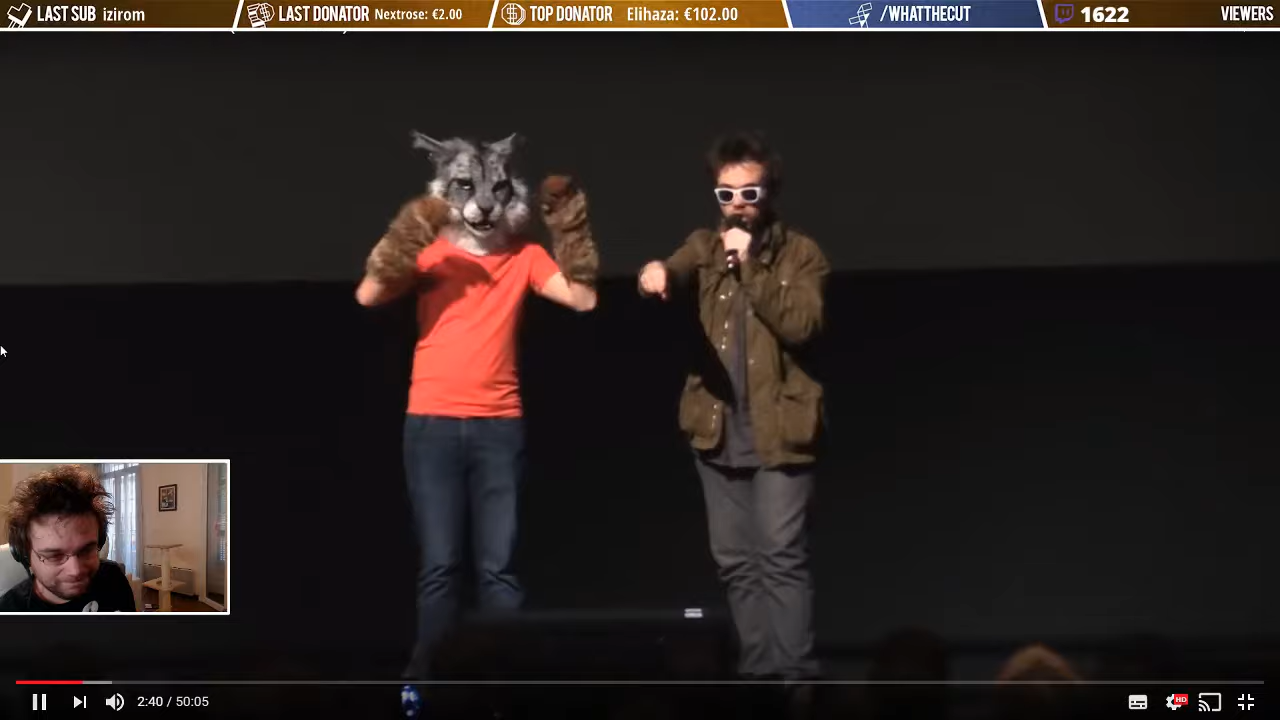 LAST SUB izirom
LAST DONATOR Nextrose: €2.00
TOP DONATOR Elihaza: €102.00
/WHATTHECUT
1622 VIEWERS
2:40 / 50:05
HD